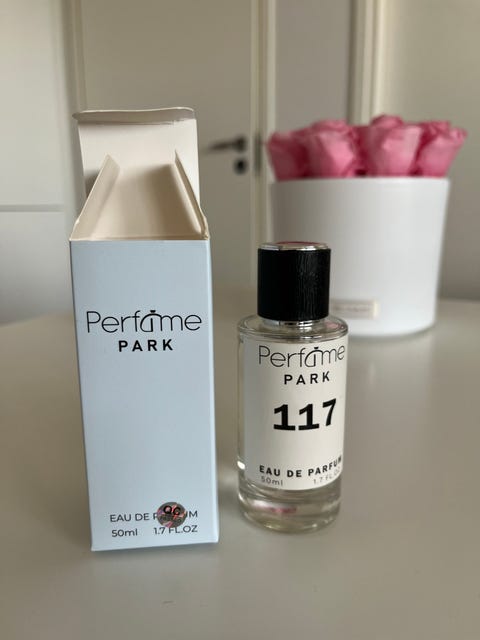 Perfume
PARK
EAU DE PARFUM
50ml 1.7 FL.OZ
Perfume
PARK
117
EAU DE PARFUM
50ml 1.7 FL.OZ